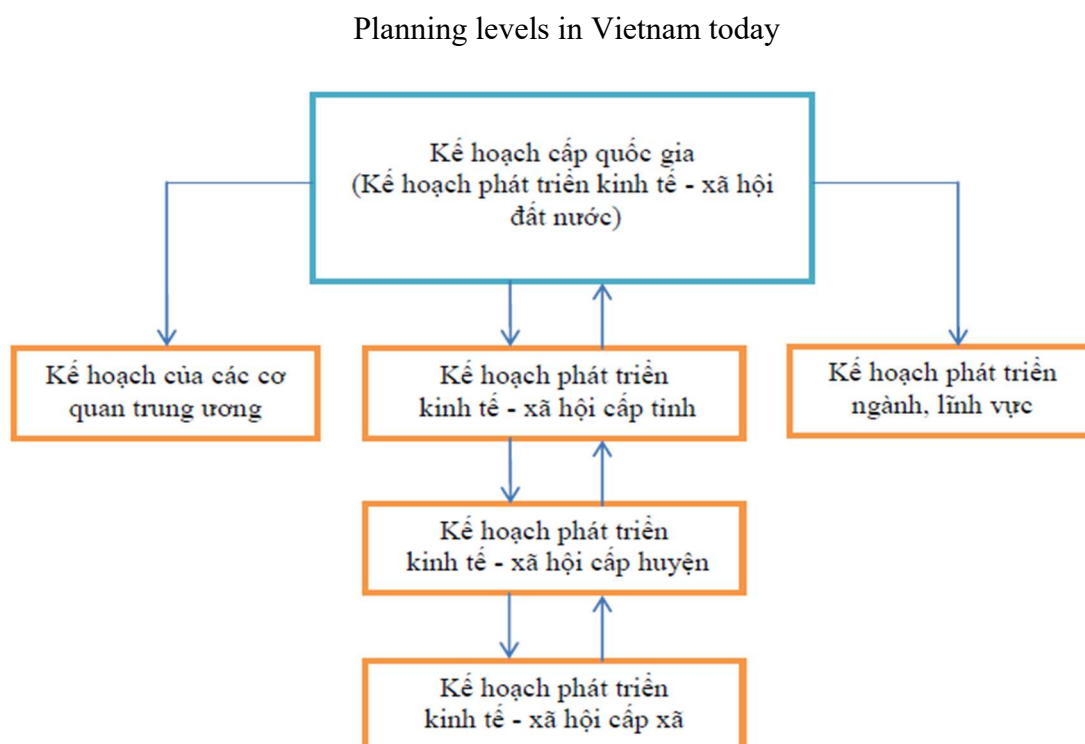 Planning levels in Vietnam today
Kế hoạch cấp quốc gia
(Kế hoạch phát triển kinh tế - xã hội
đất nước)
Kế hoạch của các cơ
quan trung ương
Kế hoạch phát triển
kinh tế - xã hội cấp tỉnh
Kế hoạch phát triển
ngành, lĩnh vực
Kế hoạch phát triển
kinh tế - xã hội cấp huyện
Kế hoạch phát triển
kinh tế - xã hội cấp xã